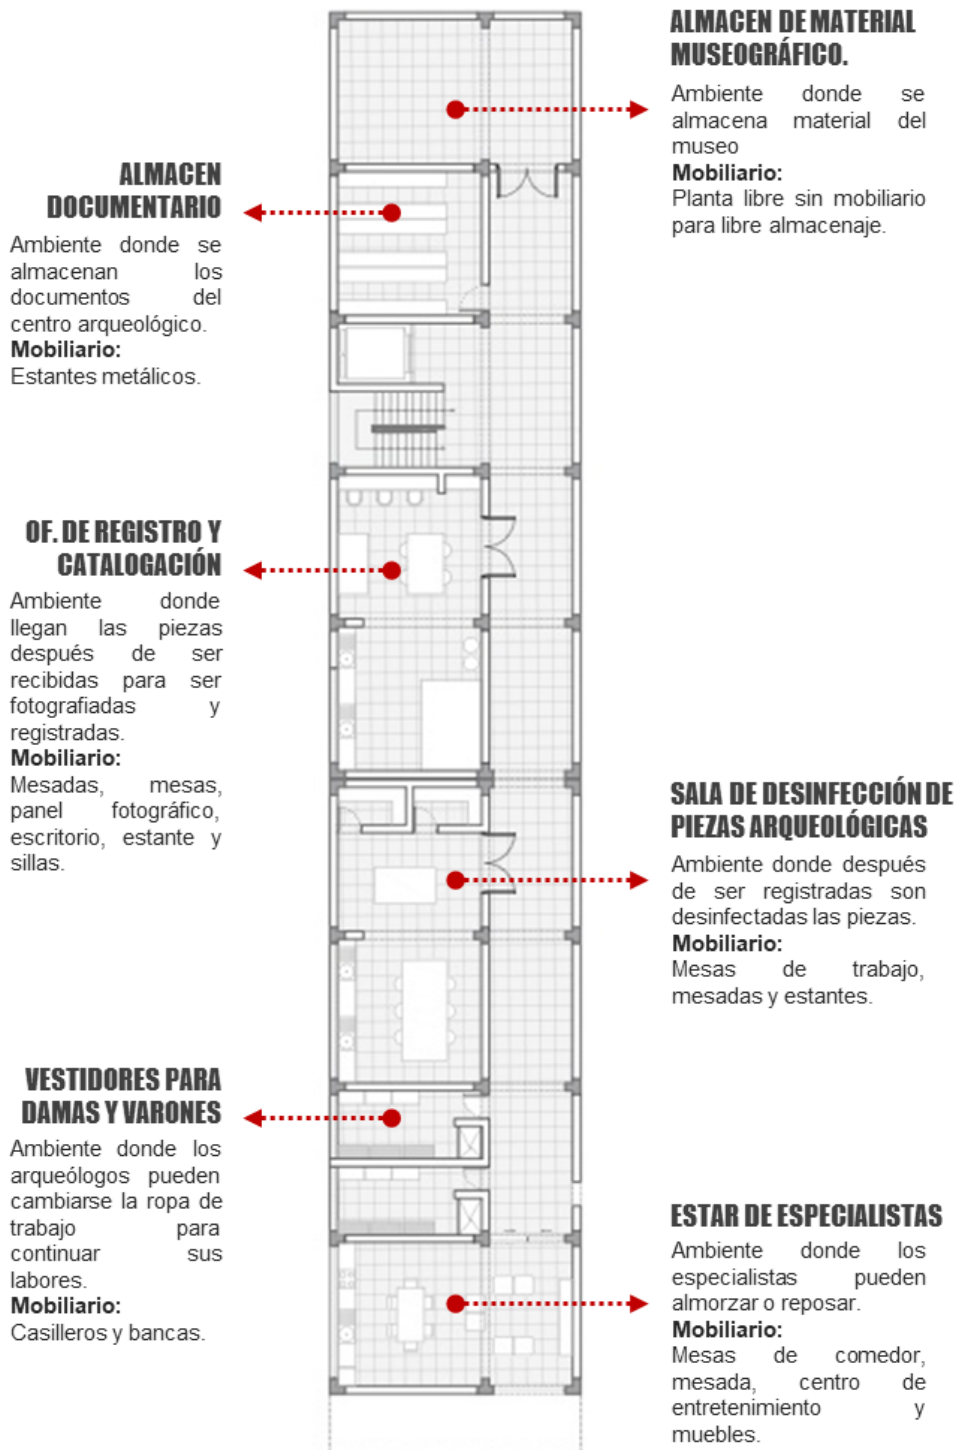 ALMACEN DE MATERIAL
MUSEOGRÁFICO.
Ambiente donde se
almacena material del
museo
Mobiliario:
Planta libre sin mobiliario
para libre almacenaje.
ALMACEN
DOCUMENTARIO
Ambiente donde se
almacenan los
documentos del
centro arqueológico.
Mobiliario:
Estantes metálicos.
OF. DE REGISTRO Y
CATALOGACIÓN
Ambiente donde
llegan las piezas
después de ser
recibidas para ser
fotografiadas y
registradas.
Mobiliario:
Mesadas, mesas,
panel fotográfico,
escritorio, estante y
sillas.
SALA DE DESINFECCIÓN DE
PIEZAS ARQUEOLÓGICAS
Ambiente donde después
de ser registradas son
desinfectadas las piezas.
Mobiliario:
Mesas de trabajo,
mesadas y estantes.
VESTIDORES PARA
DAMAS Y VARONES
Ambiente donde los
arqueólogos pueden
cambiarse la ropa de
trabajo para
continuar sus
labores.
Mobiliario:
Casilleros y bancas.
ESTAR DE ESPECIALISTAS
Ambiente donde los
especialistas pueden
almorzar o reposar.
Mobiliario:
Mesas de comedor,
mesada, centro de
entretenimiento y
muebles.